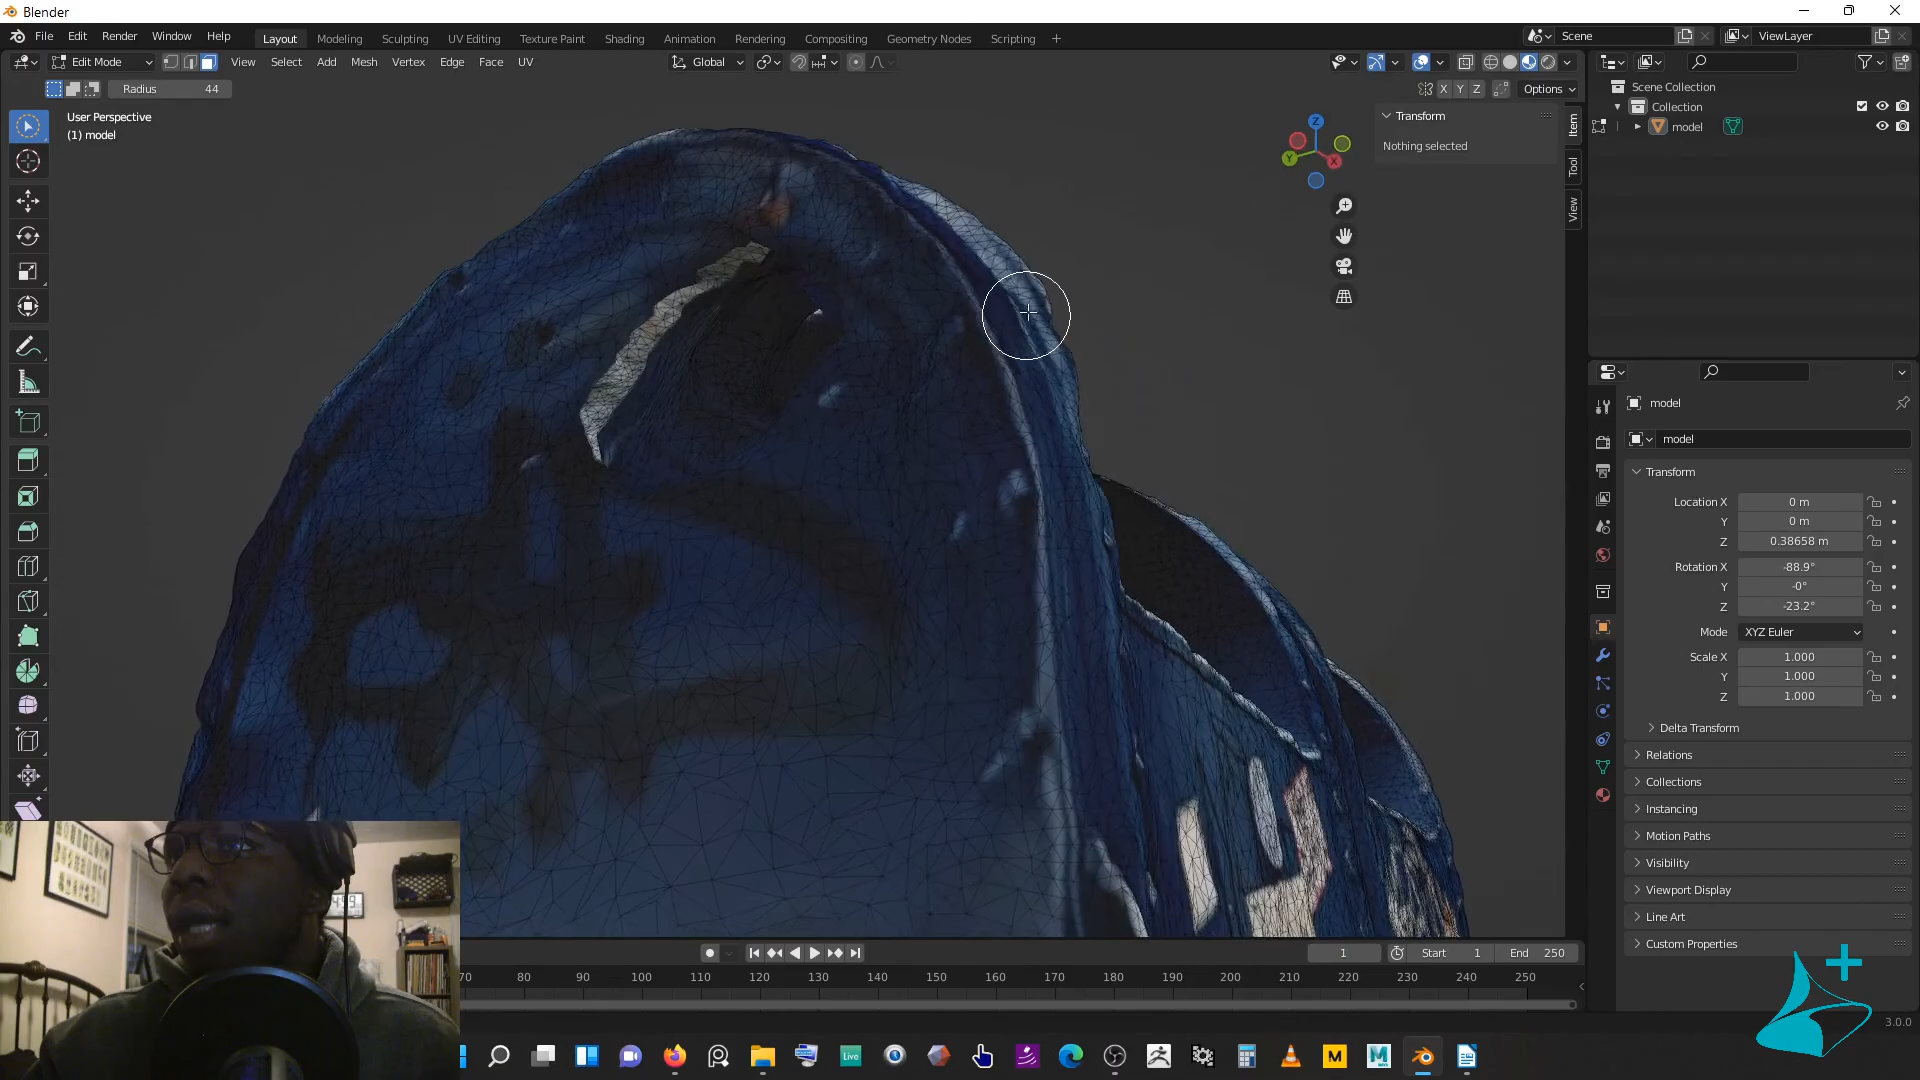 Blender
File Edit Render Window Help
Layout Modeling Sculpting UV Editing Texture Paint Shading Animation Rendering Compositing Geometry Nodes Scripting +
Scene
ViewLayer
Edit Mode
View Select Add Mesh Vertex Edge Face UV
Global
Radius 44
X Y Z
Options
User Perspective
(1) model
Z
Y
X
Transform
Nothing selected
Item
Tool
View
Scene Collection
Collection
model
model
model
Transform
Location X 0 m
Y 0 m
Z 0.38658 m
Rotation X -88.9°
Y -0°
Z -23.2°
Mode XYZ Euler
Scale X 1.000
Y 1.000
Z 1.000
Delta Transform
Relations
Collections
Instancing
Motion Paths
Visibility
Viewport Display
Line Art
Custom Properties
1
Start 1
End 250
70 80 90 100 110 120 130 140 150 160 170 180 190 200 210 220 230 240 250
3.0.0
Live
M
M